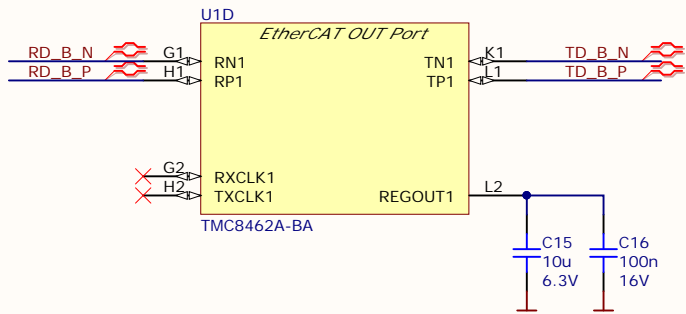 U1D
EtherCAT OUT Port
RD_B_N G1 RN1 TN1 K1 TD_B_N
RD_B_P H1 RP1 TP1 L1 TD_B_P
G2 RXCLK1
H2 TXCLK1 REGOUT1 L2
TMC8462A-BA
C15 C16
10u 100n
6.3V 16V